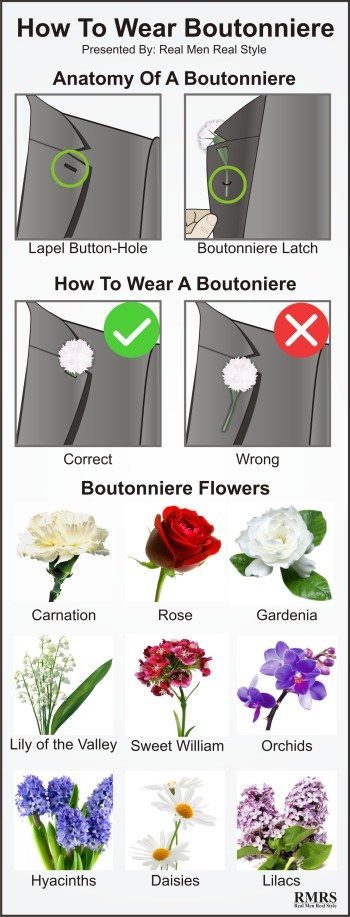 How To Wear Boutonniere
Presented By: Real Men Real Style
Anatomy Of A Boutonniere
Lapel Button-Hole
Boutonniere Latch
How To Wear A Boutoniere
Correct
Wrong
Boutonniere Flowers
Carnation
Rose
Gardenia
Lily of the Valley
Sweet William
Orchids
Hyacinths
Daisies
Lilacs
RMRS
Real Men Real Style